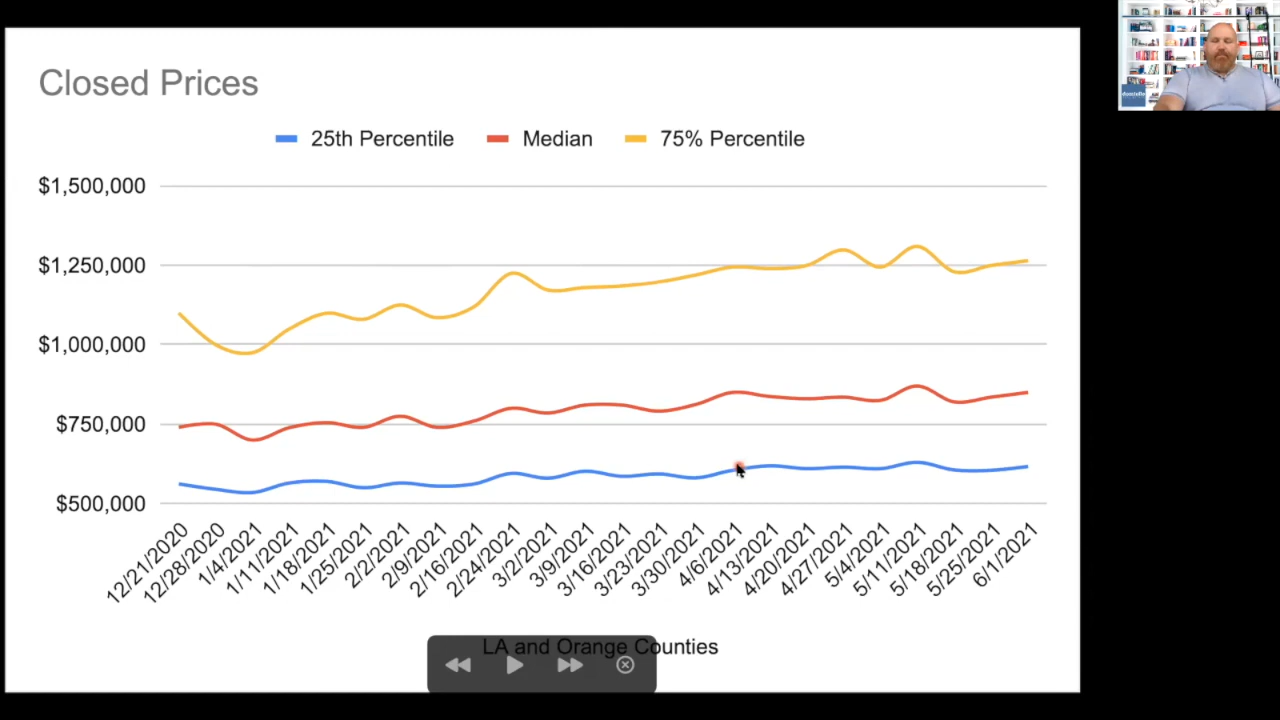 Closed Prices
25th Percentile Median 75% Percentile
$1,500,000
$1,250,000
$1,000,000
$750,000
$500,000
12/21/2020 12/28/2020 1/4/2021 1/11/2021 1/18/2021 1/25/2021 2/2/2021 2/9/2021 2/16/2021 2/24/2021 3/2/2021 3/9/2021 3/16/2021 3/23/2021 3/30/2021 4/6/2021 4/13/2021 4/20/2021 4/27/2021 5/4/2021 5/11/2021 5/18/2021 5/25/2021 6/1/2021
LA and Orange Counties